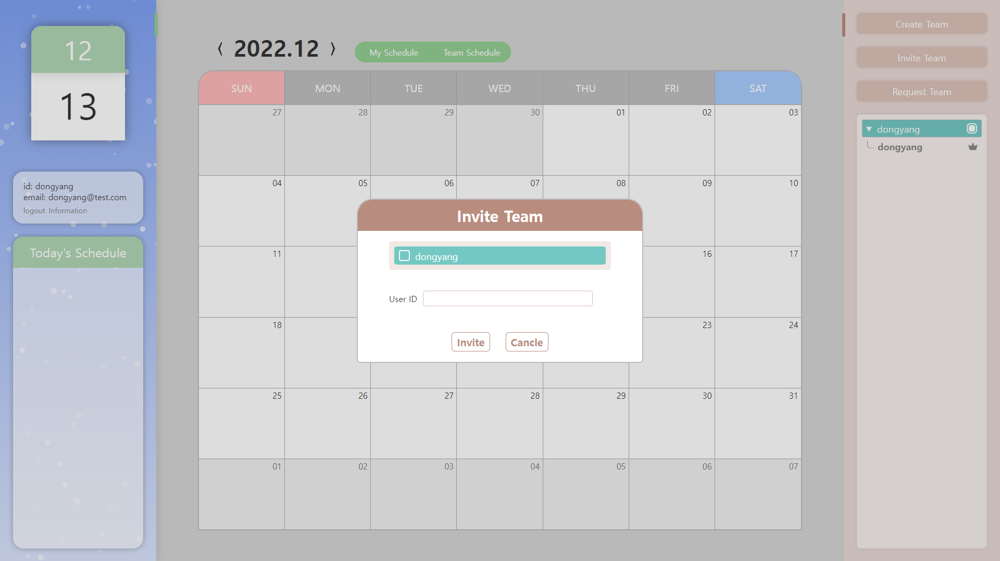 12
13
id: dongyang
email: dongyang@test.com
logout Information
Today's Schedule
⟨ 2022.12 ⟩
My Schedule Team Schedule
SUN MON TUE WED THU FRI SAT
27 28 29 30 01 02 03
04 05 06 07 08 09 10
11 16 17
18 23 24
25 26 27 28 29 30 31
01 02 03 04 05 06 07
Invite Team
dongyang
User ID
Invite Cancle
Create Team
Invite Team
Request Team
▼ dongyang
dongyang